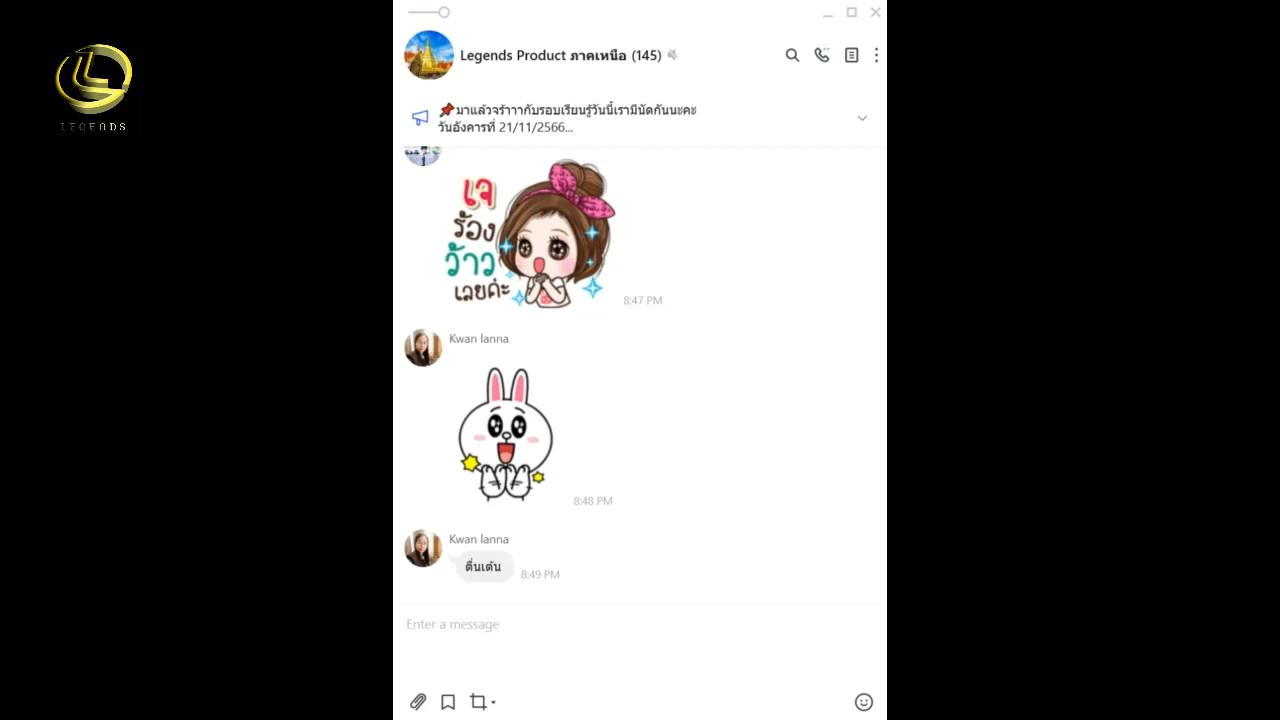 LEGENDS
Legends Product ภาคเหนือ (145)
📌มาแล้วจร้าาากับรอบเรียนรู้วันนี้เรามีนัดกันนะคะ
วันอังคารที่ 21/11/2566...
เจ
ร้อง
ว้าว
เลยค่ะ
8:47 PM
Kwan lanna
8:48 PM
Kwan lanna
ตื่นเต้น
8:49 PM
Enter a message